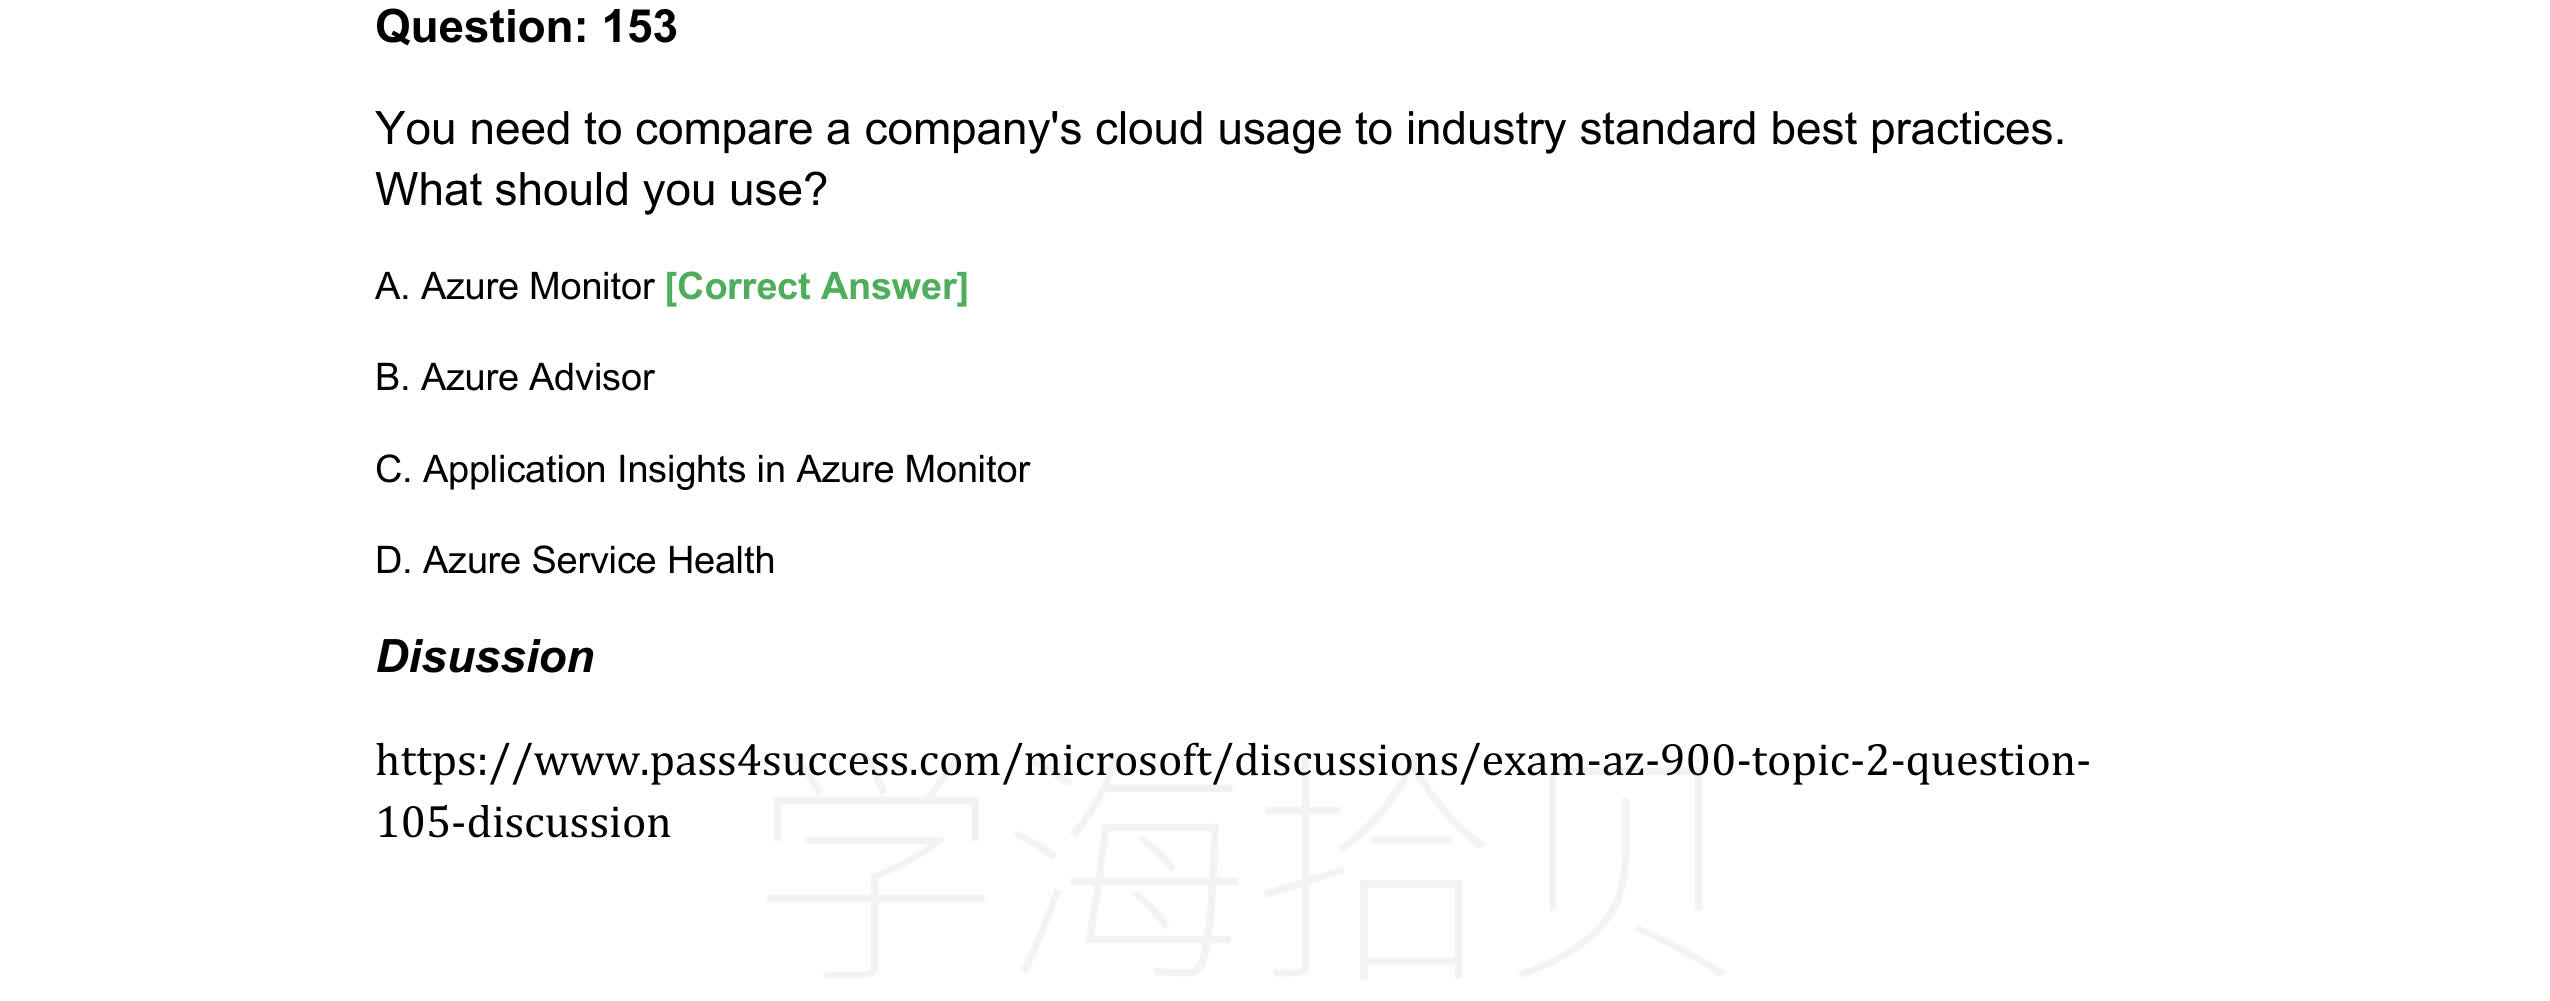 Question: 153
You need to compare a company's cloud usage to industry standard best practices.
What should you use?
A. Azure Monitor [Correct Answer]
B. Azure Advisor
C. Application Insights in Azure Monitor
D. Azure Service Health
Disussion
https://www.pass4success.com/microsoft/discussions/exam-az-900-topic-2-question-
105-discussion
学海拾贝